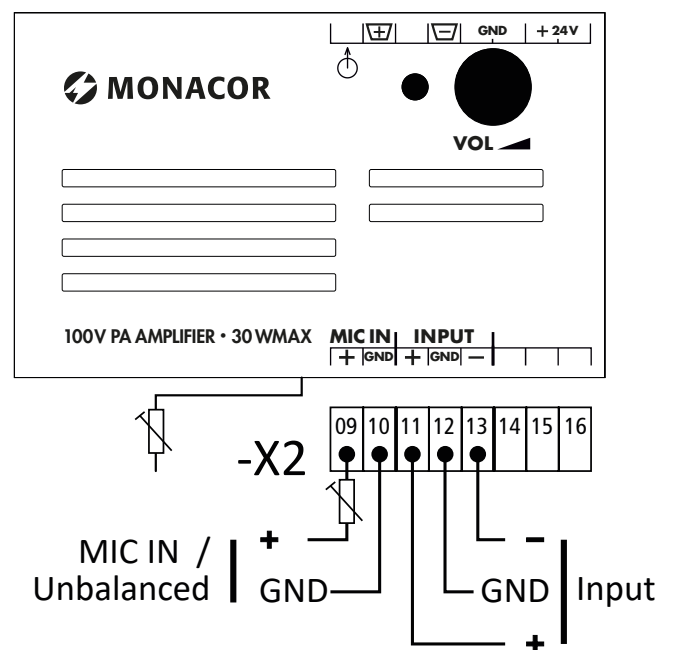 + − GND + 24V
MONACOR
VOL
100V PA AMPLIFIER • 30 WMAX MIC IN INPUT
+ GND + GND −
09 10 11 12 13 14 15 16
-X2
+ −
MIC IN /
Unbalanced GND GND Input
+